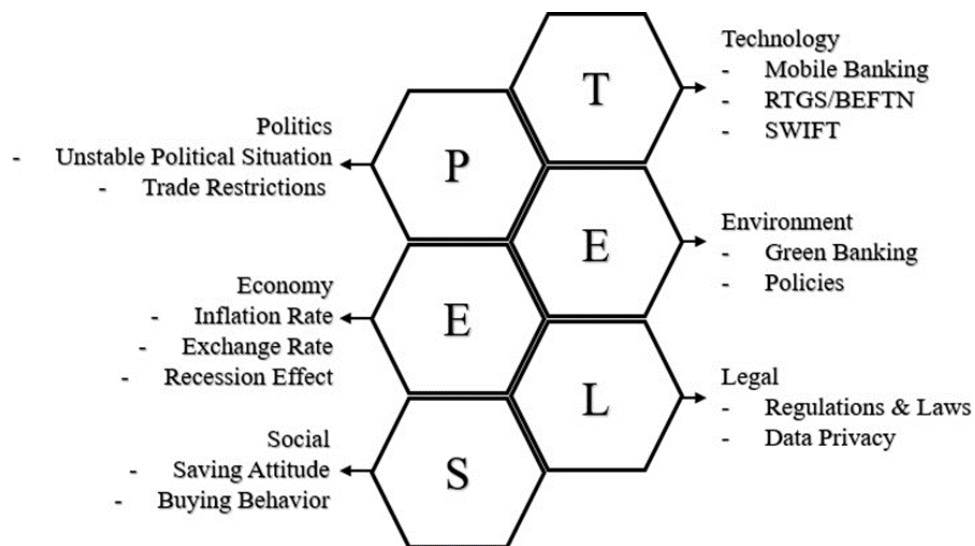 Politics
- Unstable Political Situation
- Trade Restrictions
P
Economy
- Inflation Rate
- Exchange Rate
- Recession Effect
E
Social
- Saving Attitude
- Buying Behavior
S
T
Technology
- Mobile Banking
- RTGS/BEFTN
- SWIFT
E
Environment
- Green Banking
- Policies
L
Legal
- Regulations & Laws
- Data Privacy